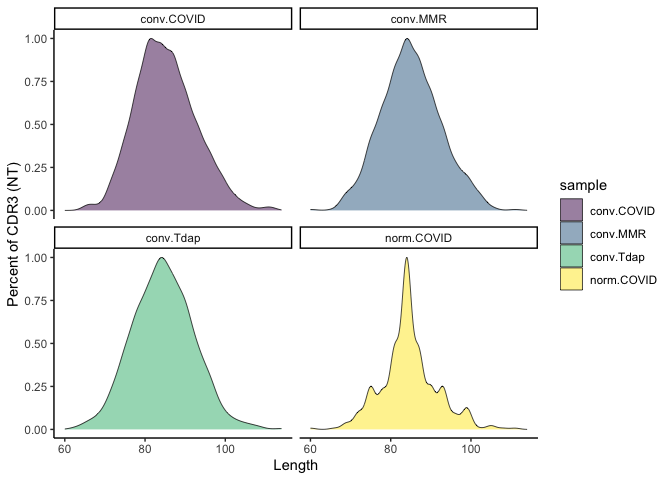 conv.COVID
conv.MMR
1.00
0.75
0.50
0.25
0.00
conv.Tdap
norm.COVID
1.00
0.75
0.50
0.25
0.00
60 80 100
60 80 100
Length
Percent of CDR3 (NT)
sample
conv.COVID
conv.MMR
conv.Tdap
norm.COVID